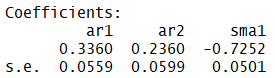 Coefficients:
ar1 ar2 sma1
0.3360 0.2360 -0.7252
s.e. 0.0559 0.0599 0.0501